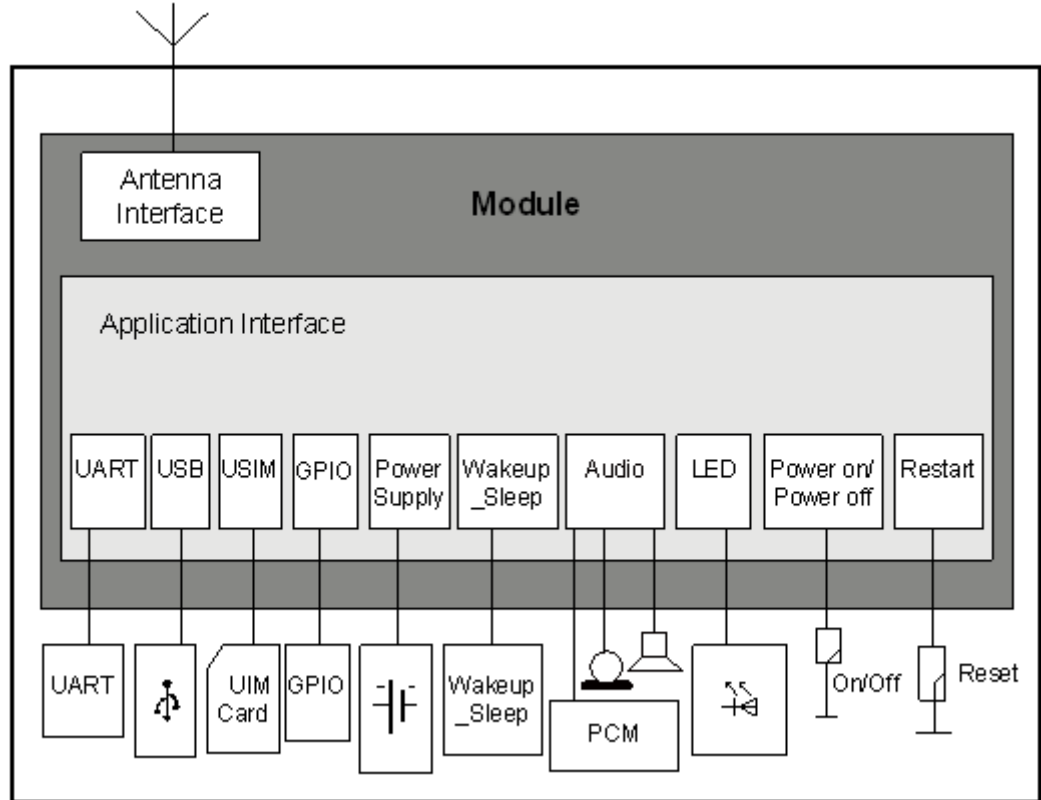 Antenna
Interface
Module
Application Interface
UART
USB
USIM
GPIO
Power
Supply
Wakeup
_Sleep
Audio
LED
Power on/
Power off
Restart
UART
UIM
Card
GPIO
Wakeup
_Sleep
PCM
On/Off
Reset